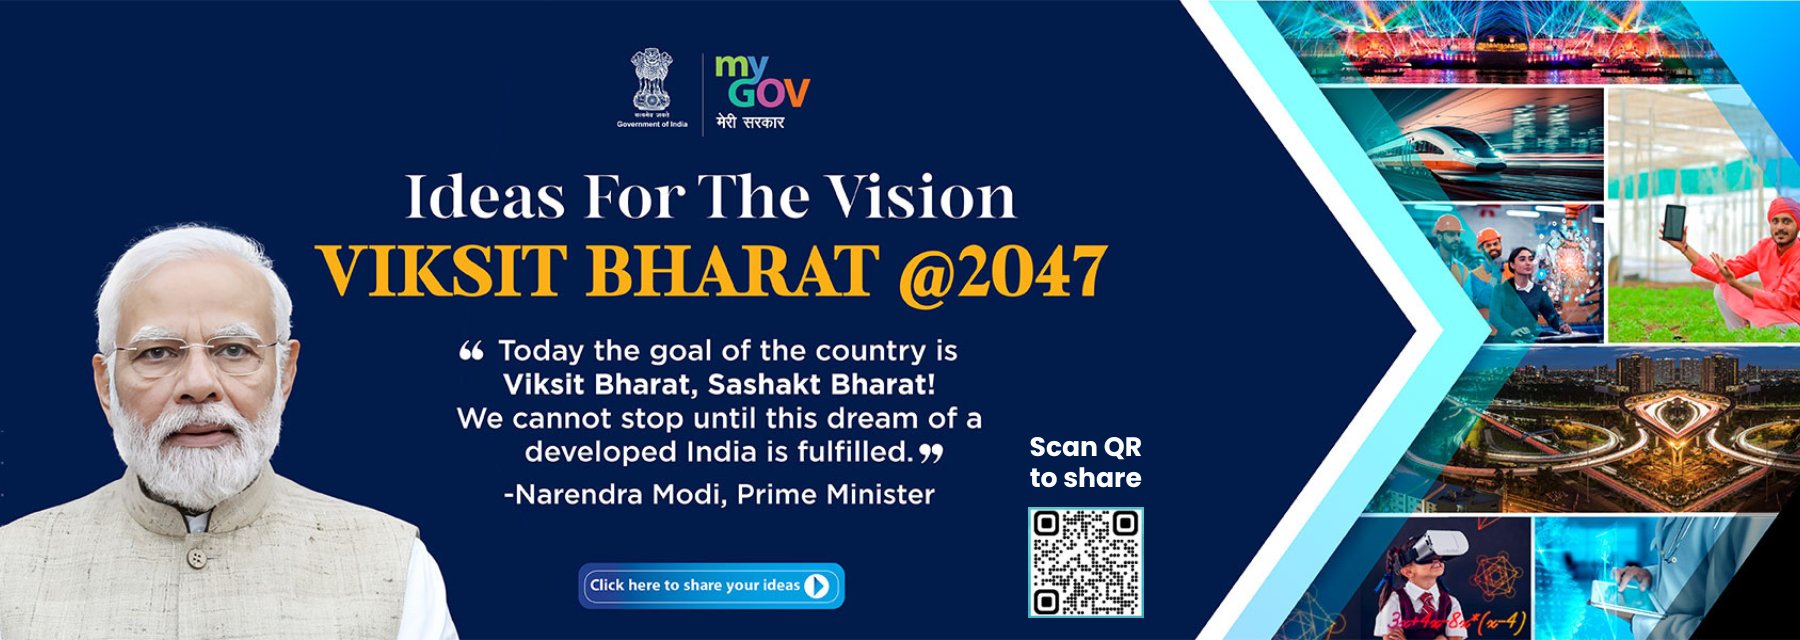 सत्यमेव जयते
Government of India
my
GOV
मेरी सरकार
Ideas For The Vision
VIKSIT BHARAT @2047
“ Today the goal of the country is
Viksit Bharat, Sashakt Bharat!
We cannot stop until this dream of a
developed India is fulfilled. ”
-Narendra Modi, Prime Minister
Scan QR
to share
Click here to share your ideas